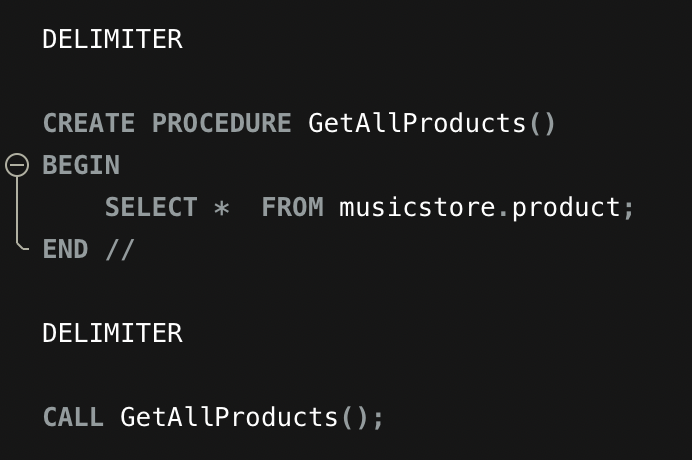 DELIMITER
CREATE PROCEDURE GetAllProducts()
BEGIN
SELECT *  FROM musicstore.product;
END //
DELIMITER
CALL GetAllProducts();